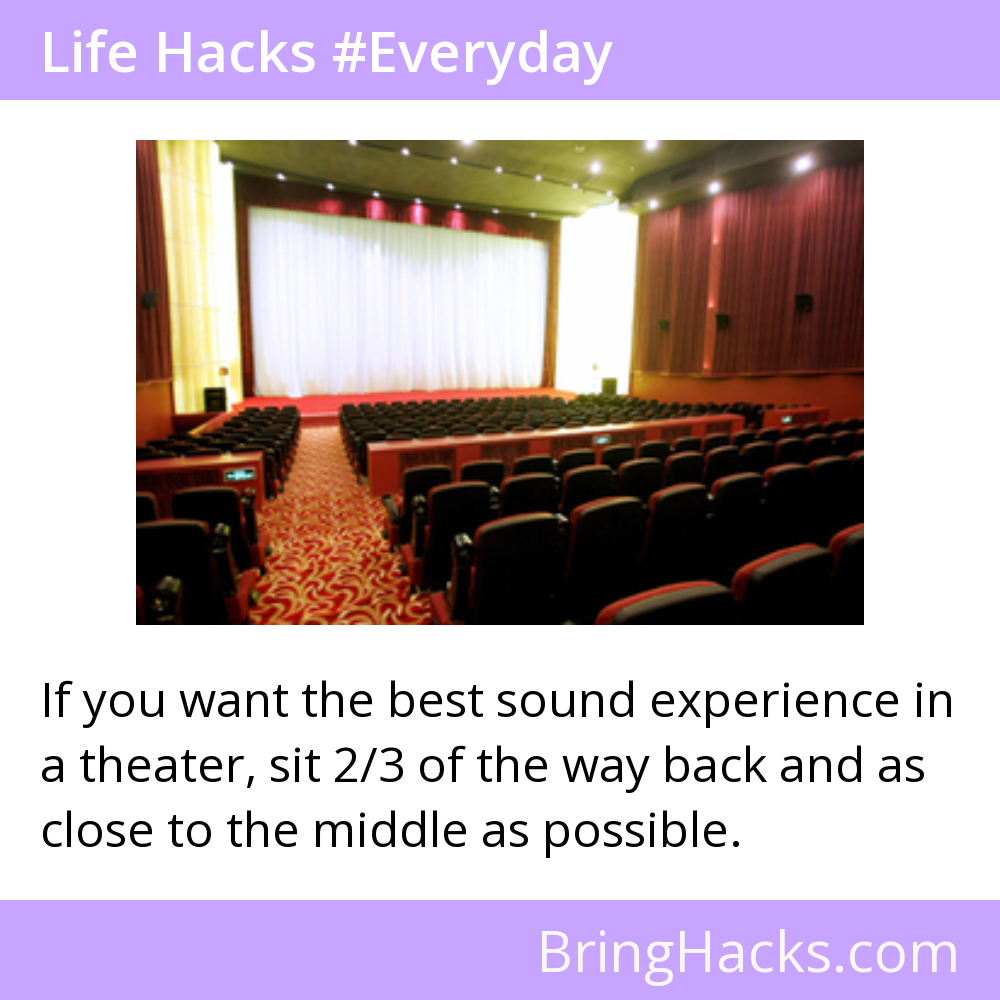 Life Hacks #Everyday
If you want the best sound experience in
a theater, sit 2/3 of the way back and as
close to the middle as possible.
BringHacks.com